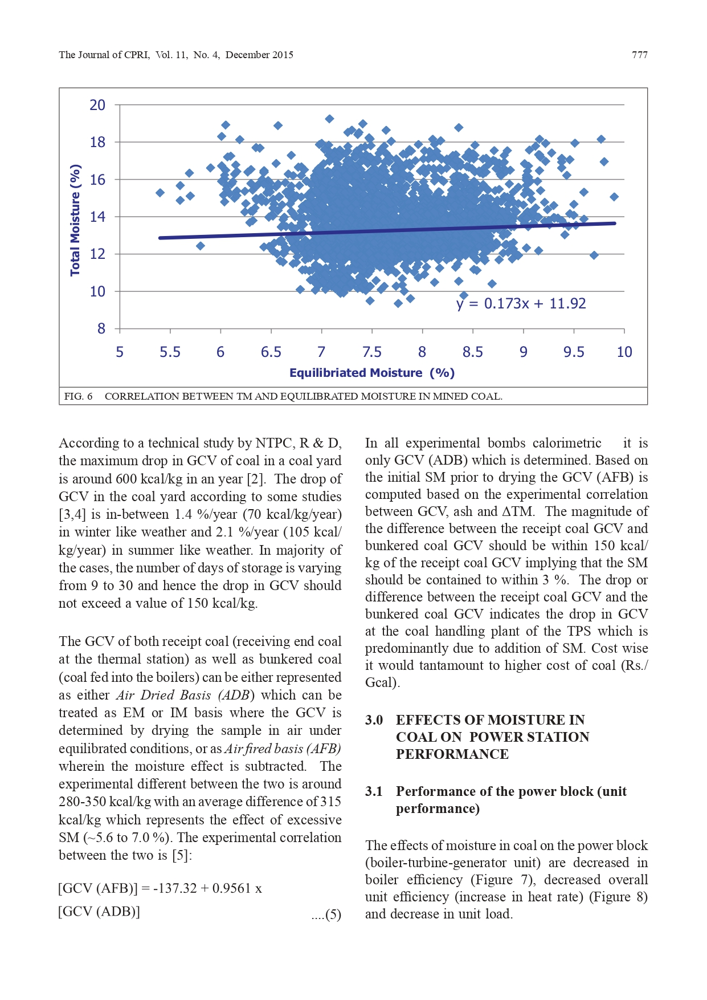 The Journal of CPRI, Vol. 11, No. 4, December 2015 777
20
18
16
14
12
10
8
Total Moisture (%)
y = 0.173x + 11.92
5 5.5 6 6.5 7 7.5 8 8.5 9 9.5 10
Equilibriated Moisture (%)
FIG. 6 CORRELATION BETWEEN TM AND EQUILIBRATED MOISTURE IN MINED COAL.
According to a technical study by NTPC, R & D,
the maximum drop in GCV of coal in a coal yard
is around 600 kcal/kg in an year [2]. The drop of
GCV in the coal yard according to some studies
[3,4] is in-between 1.4 %/year (70 kcal/kg/year)
in winter like weather and 2.1 %/year (105 kcal/
kg/year) in summer like weather. In majority of
the cases, the number of days of storage is varying
from 9 to 30 and hence the drop in GCV should
not exceed a value of 150 kcal/kg.
The GCV of both receipt coal (receiving end coal
at the thermal station) as well as bunkered coal
(coal fed into the boilers) can be either represented
as either Air Dried Basis (ADB) which can be
treated as EM or IM basis where the GCV is
determined by drying the sample in air under
equilibrated conditions, or as Air fired basis (AFB)
wherein the moisture effect is subtracted. The
experimental different between the two is around
280-350 kcal/kg with an average difference of 315
kcal/kg which represents the effect of excessive
SM (~5.6 to 7.0 %). The experimental correlation
between the two is [5]:
[GCV (AFB)] = -137.32 + 0.9561 x
[GCV (ADB)] ....(5)
In all experimental bombs calorimetric it is
only GCV (ADB) which is determined. Based on
the initial SM prior to drying the GCV (AFB) is
computed based on the experimental correlation
between GCV, ash and ΔTM. The magnitude of
the difference between the receipt coal GCV and
bunkered coal GCV should be within 150 kcal/
kg of the receipt coal GCV implying that the SM
should be contained to within 3 %. The drop or
difference between the receipt coal GCV and the
bunkered coal GCV indicates the drop in GCV
at the coal handling plant of the TPS which is
predominantly due to addition of SM. Cost wise
it would tantamount to higher cost of coal (Rs./
Gcal).
3.0 EFFECTS OF MOISTURE IN
COAL ON POWER STATION
PERFORMANCE
3.1 Performance of the power block (unit
performance)
The effects of moisture in coal on the power block
(boiler-turbine-generator unit) are decreased in
boiler efficiency (Figure 7), decreased overall
unit efficiency (increase in heat rate) (Figure 8)
and decrease in unit load.